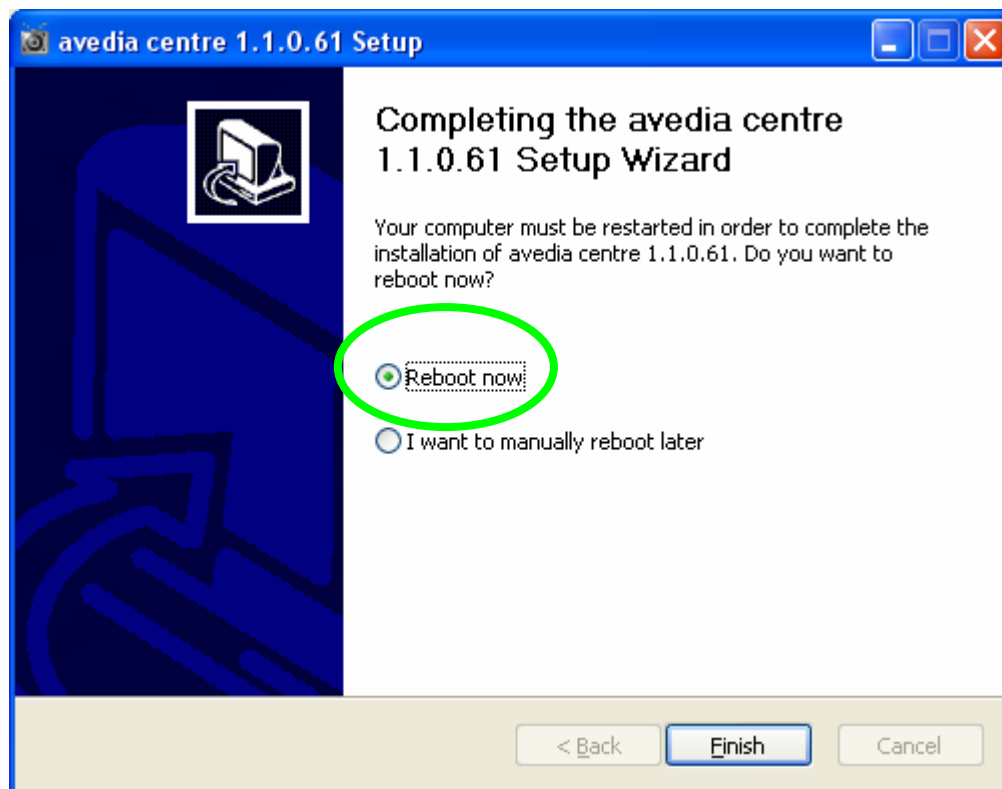 avedia centre 1.1.0.61 Setup
Completing the avedia centre
1.1.0.61 Setup Wizard
Your computer must be restarted in order to complete the
installation of avedia centre 1.1.0.61. Do you want to
reboot now?
Reboot now
I want to manually reboot later
< Back Finish Cancel